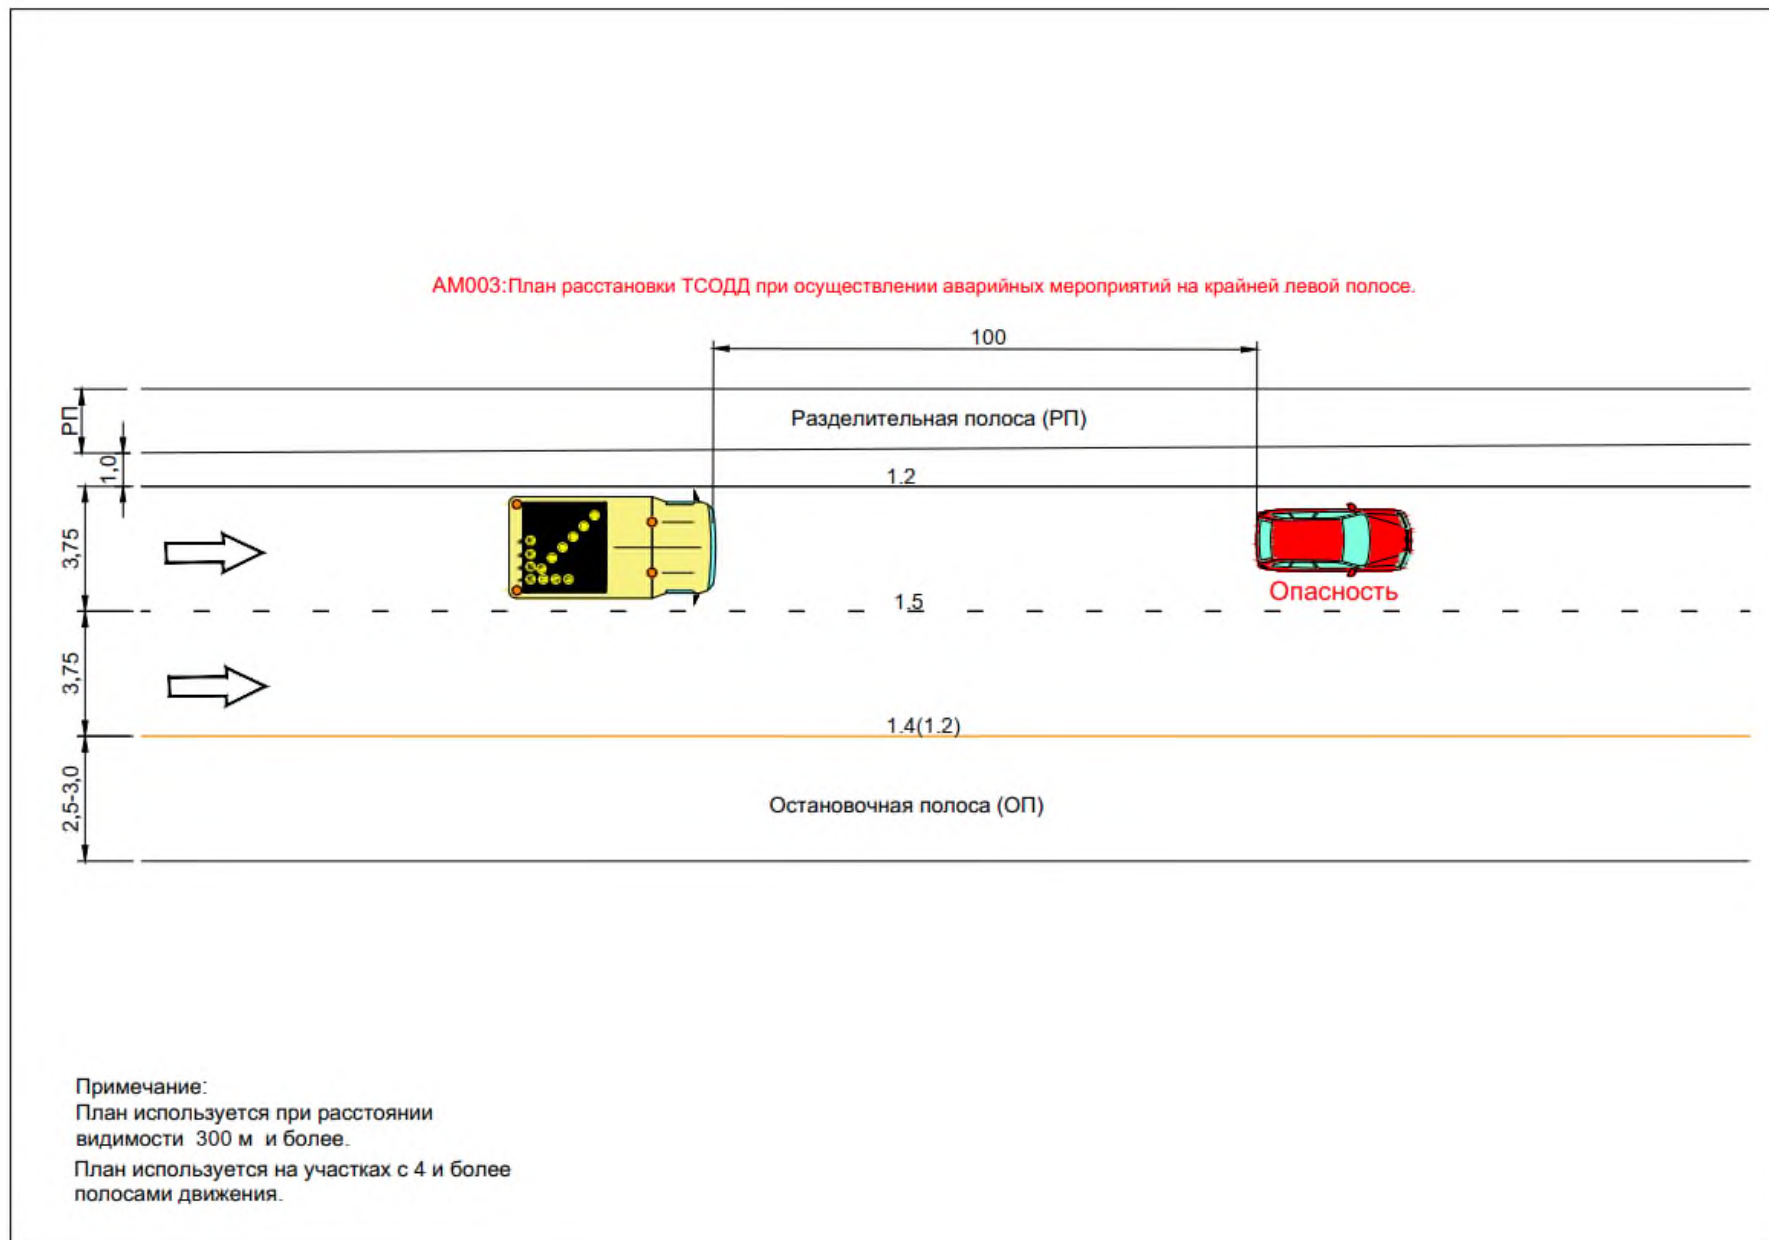 АМ003:План расстановки ТСОДД при осуществлении аварийных мероприятий на крайней левой полосе.
100
РП
Разделительная полоса (РП)
1,0
1.2
3,75
Опасность
1.5
3,75
1.4(1.2)
2,5-3,0
Остановочная полоса (ОП)
Примечание:
План используется при расстоянии
видимости 300 м и более.
План используется на участках с 4 и более
полосами движения.